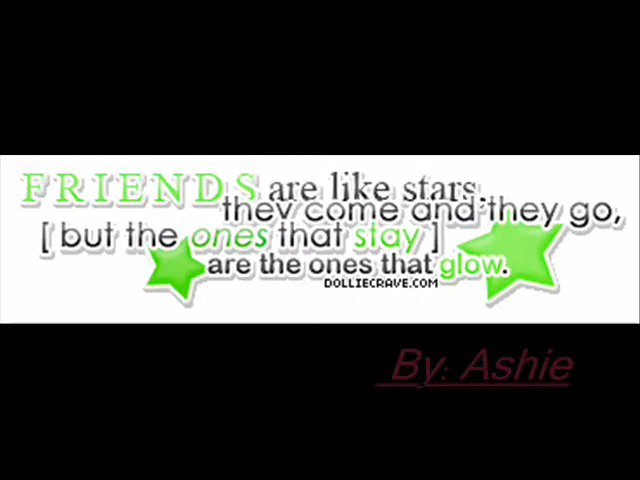 FRIENDS are like stars.
they come and they go,
[ but the ones that stay ]
are the ones that glow.
DOLLIECRAVE.COM
By: Ashie